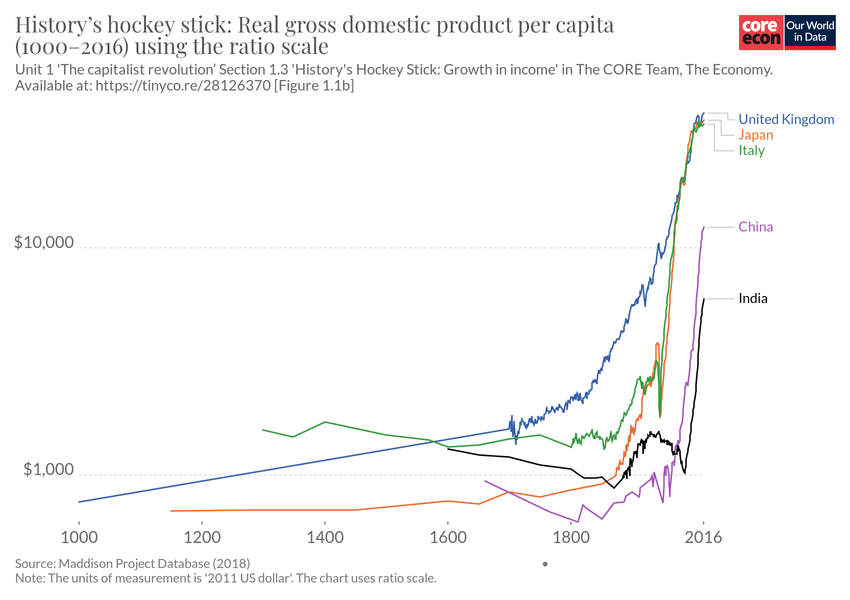 History's hockey stick: Real gross domestic product per capita
(1000–2016) using the ratio scale
core
econ
Our World
in Data
Unit 1 'The capitalist revolution' Section 1.3 'History's Hockey Stick: Growth in income' in The CORE Team, The Economy.
Available at: https://tinyco.re/28126370 [Figure 1.1b]
United Kingdom
Japan
Italy
China
$10,000
India
$1,000
1000
1200
1400
1600
1800
2016
Source: Maddison Project Database (2018)
Note: The units of measurement is '2011 US dollar'. The chart uses ratio scale.